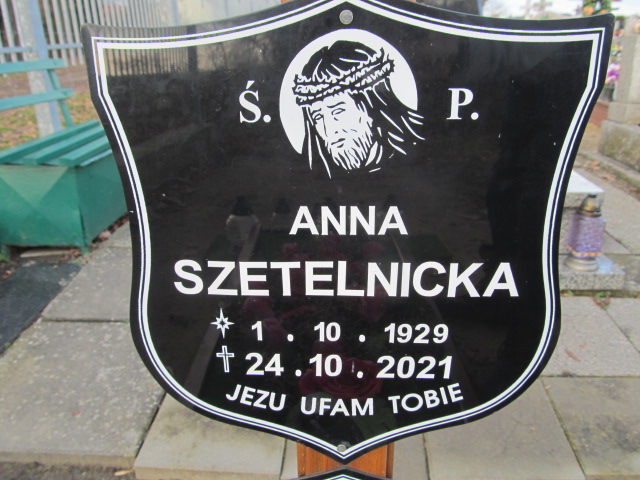 Ś. P.
ANNA
SZETELNICKA
1 . 10 . 1929
24 . 10 . 2021
JEZU UFAM TOBIE